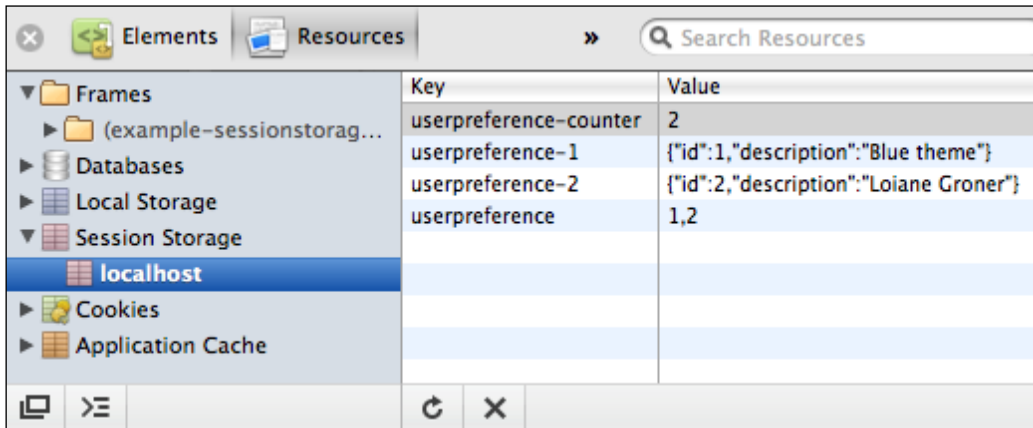 Elements Resources » Search Resources
Frames
(example-sessionstorag...
Databases
Local Storage
Session Storage
localhost
Cookies
Application Cache
Key Value
userpreference-counter 2
userpreference-1 {"id":1,"description":"Blue theme"}
userpreference-2 {"id":2,"description":"Loiane Groner"}
userpreference 1,2